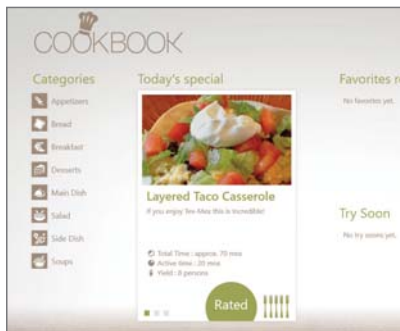 COOKBOOK
Categories
Appetizers
Bread
Breakfast
Desserts
Main Dish
Salad
Side Dish
Soups
Today's special
Layered Taco Casserole
If you enjoy Tex-Mex this is incredible!
Total Time : approx. 70 mins
Active time : 20 mins
Yield : 8 persons
Rated
Favorites r
No favorites yet.
Try Soon
No try soons yet.